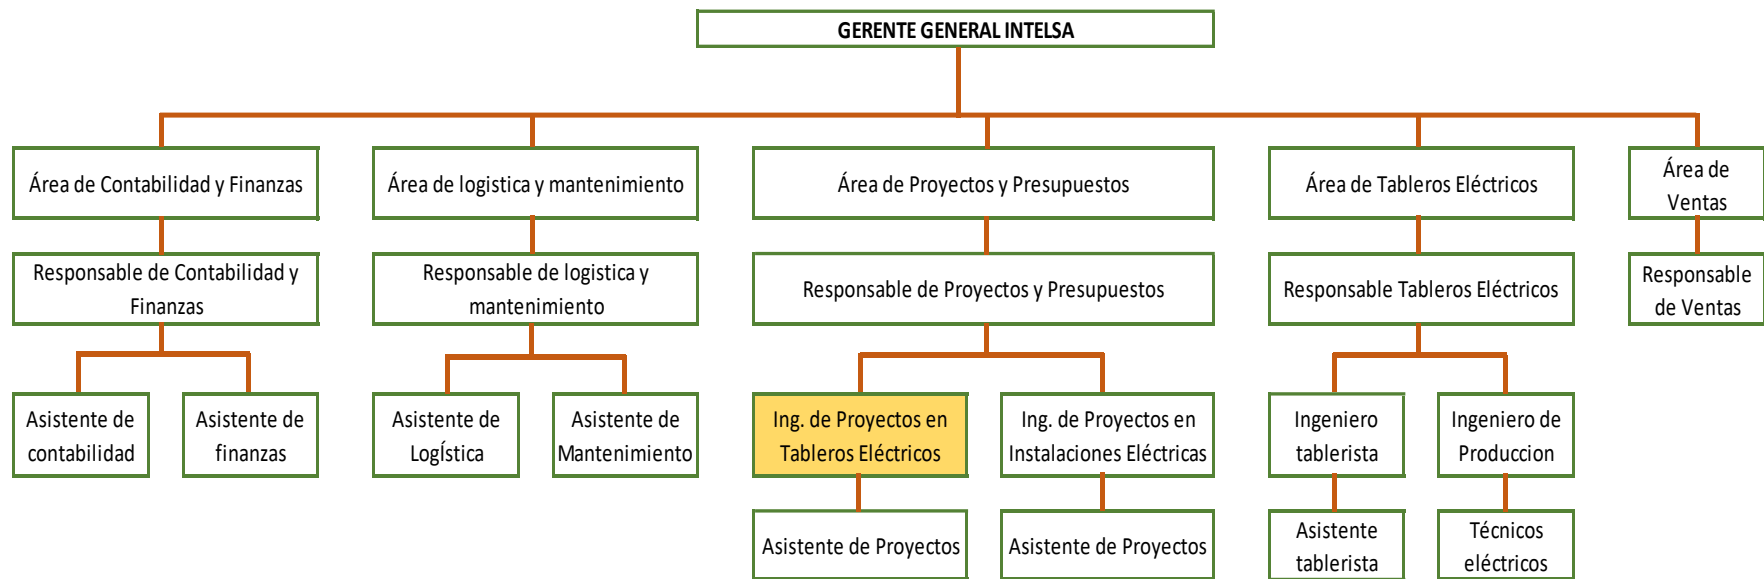 GERENTE GENERAL INTELSA
Área de Contabilidad y Finanzas
Área de logistica y mantenimiento
Área de Proyectos y Presupuestos
Área de Tableros Eléctricos
Área de
Ventas
Responsable de Contabilidad y
Finanzas
Responsable de logistica y
mantenimiento
Responsable de Proyectos y Presupuestos
Responsable Tableros Eléctricos
Responsable
de Ventas
Asistente de
contabilidad
Asistente de
finanzas
Asistente de
LogÍstica
Asistente de
Mantenimiento
Ing. de Proyectos en
Tableros Eléctricos
Ing. de Proyectos en
Instalaciones Eléctricas
Ingeniero
tablerista
Ingeniero de
Produccion
Asistente de Proyectos
Asistente de Proyectos
Asistente
tablerista
Técnicos
eléctricos